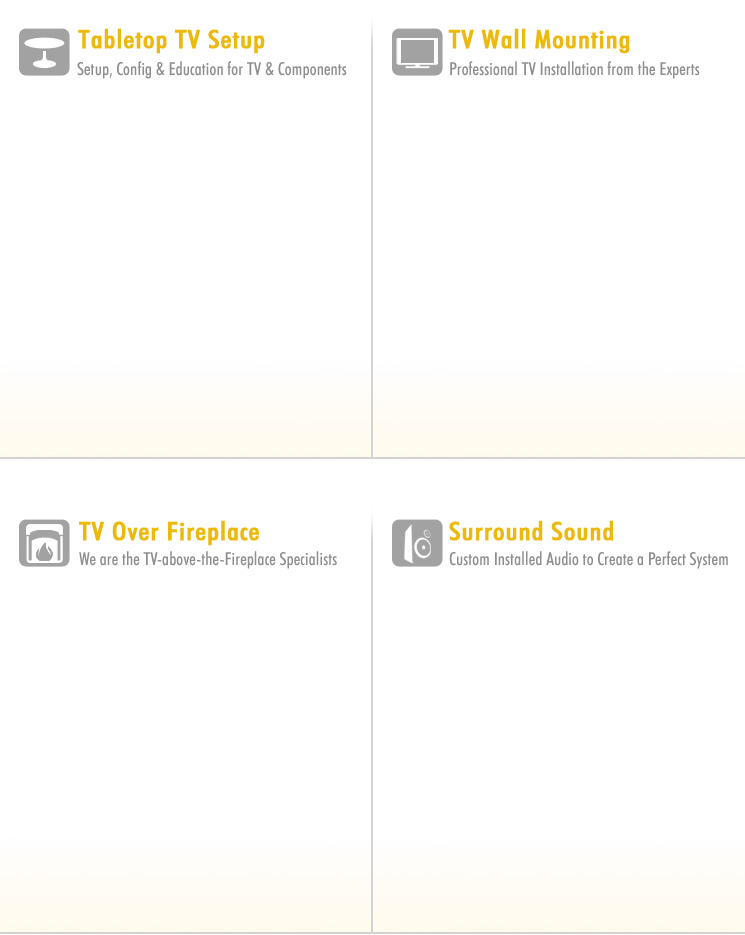 Tabletop TV Setup
Setup, Config & Education for TV & Components
TV Wall Mounting
Professional TV Installation from the Experts
TV Over Fireplace
We are the TV-above-the-Fireplace Specialists
Surround Sound
Custom Installed Audio to Create a Perfect System